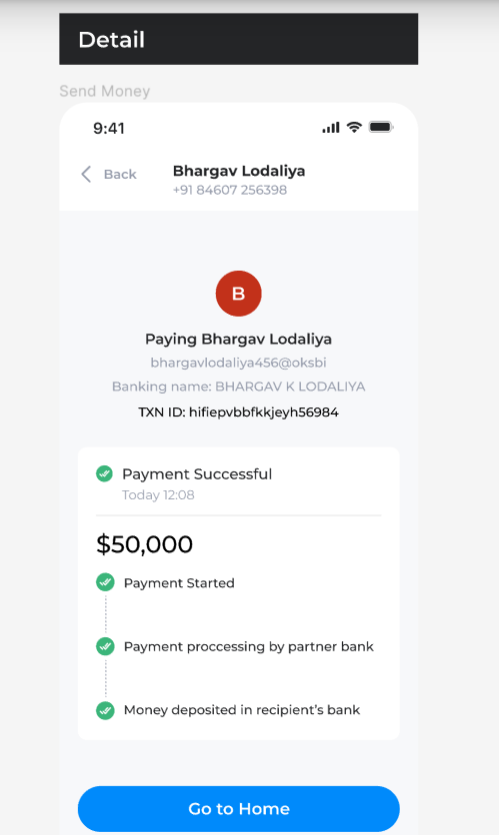 Detail
Send Money
9:41
Back
Bhargav Lodaliya
+91 84607 256398
B
Paying Bhargav Lodaliya
bhargavlodaliya456@oksbi
Banking name: BHARGAV K LODALIYA
TXN ID: hifiepvbbfkkjeyh56984
Payment Successful
Today 12:08
$50,000
Payment Started
Payment proccessing by partner bank
Money deposited in recipient's bank
Go to Home